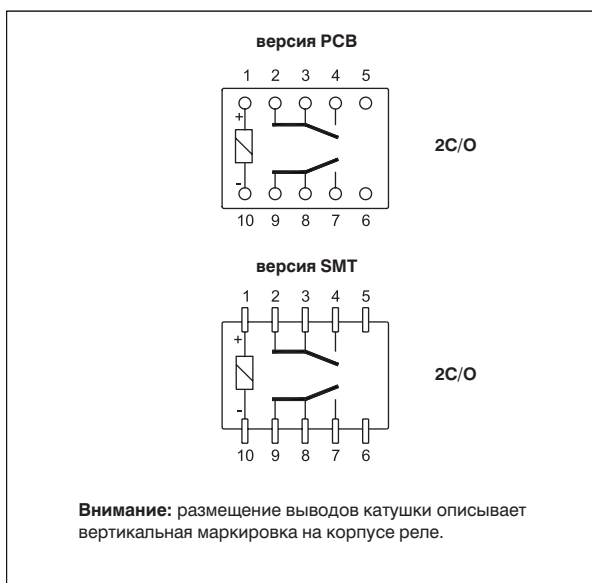 версия PCB
1 2 3 4 5
+
2C/O
-
10 9 8 7 6
версия SMT
1 2 3 4 5
+
2C/O
-
10 9 8 7 6
Внимание: размещение выводов катушки описывает
вертикальная маркировка на корпусе реле.